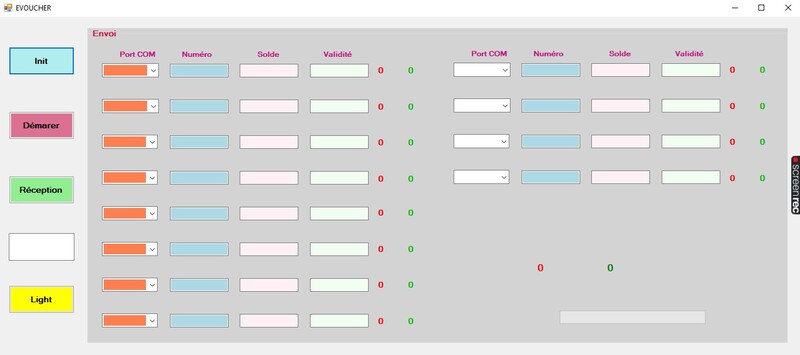 EVOUCHER
Envoi
Port COM Numéro Solde Validité Port COM Numéro Solde Validité
Init
0 0 0 0
0 0 0 0
Démarer
0 0 0 0
0 0 0 0
Réception
0 0
0 0
0 0
0 0
Light
0 0
screenrec